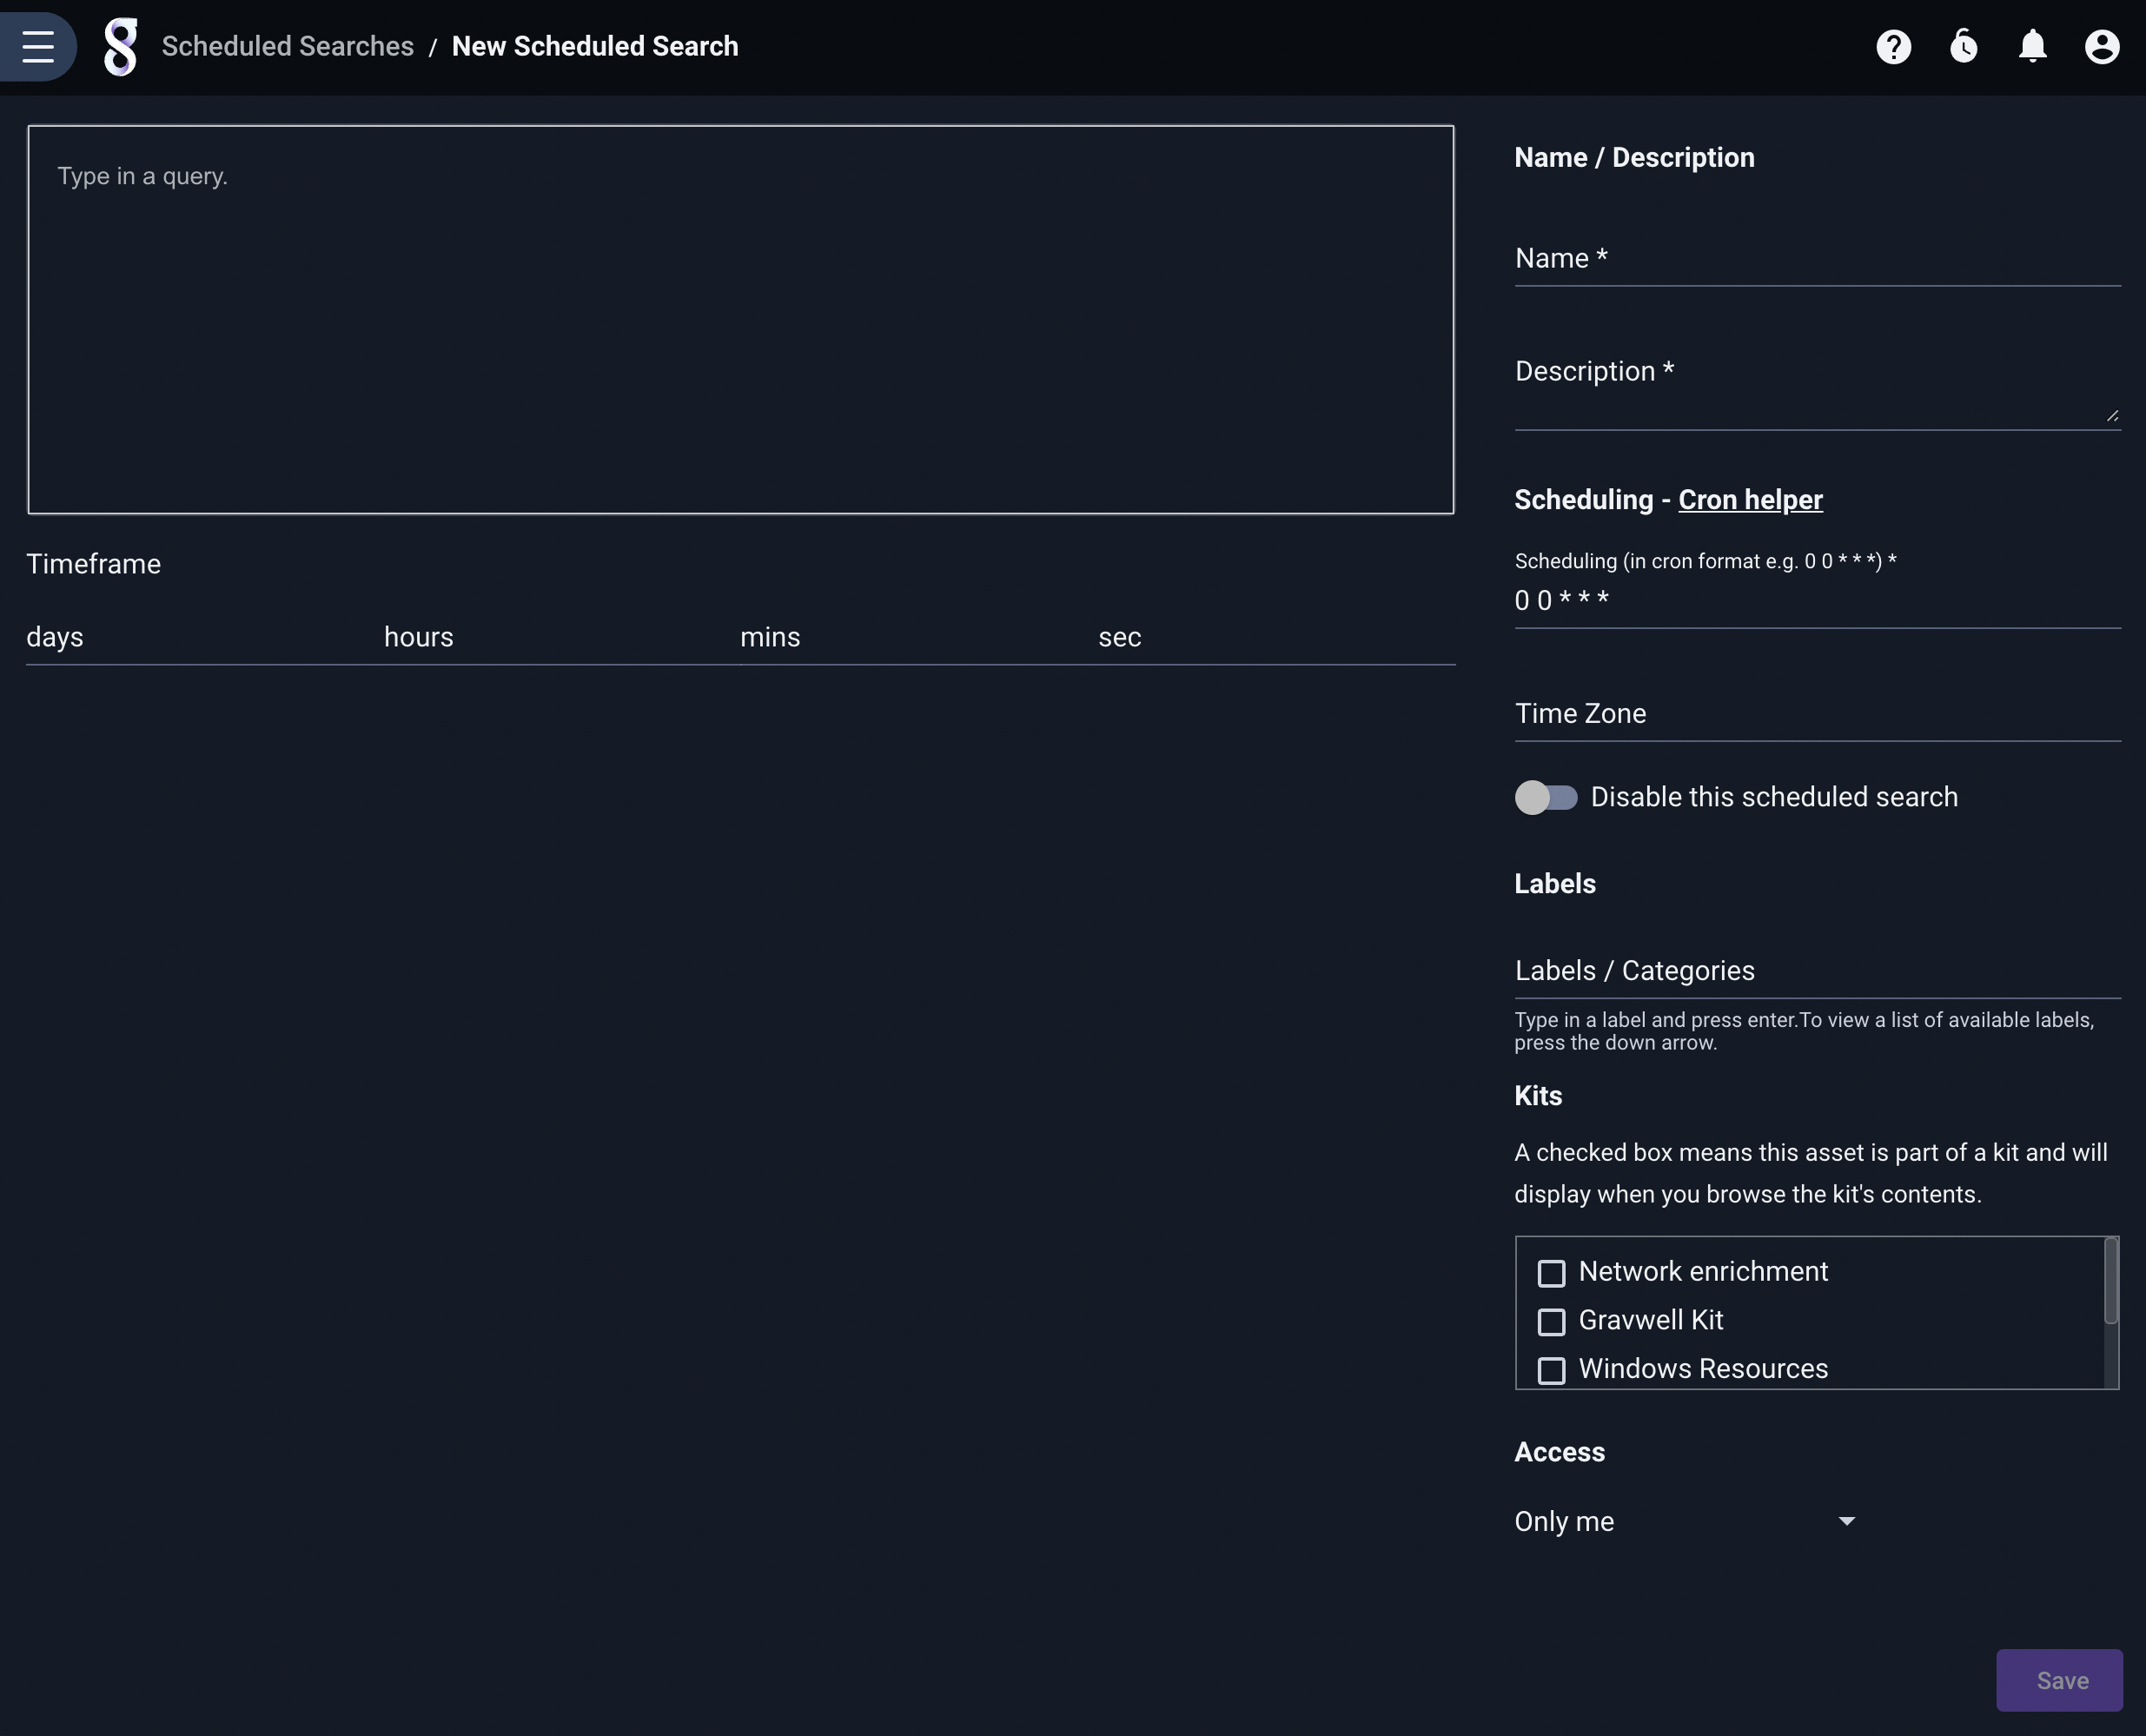 Scheduled Searches / New Scheduled Search
Type in a query.
Timeframe
days hours mins sec
Name / Description
Name *
Description *
Scheduling - Cron helper
Scheduling (in cron format e.g. 0 0 * * *) *
0 0 * * *
Time Zone
Disable this scheduled search
Labels
Labels / Categories
Type in a label and press enter.To view a list of available labels,
press the down arrow.
Kits
A checked box means this asset is part of a kit and will
display when you browse the kit's contents.
Network enrichment
Gravwell Kit
Windows Resources
Access
Only me
Save